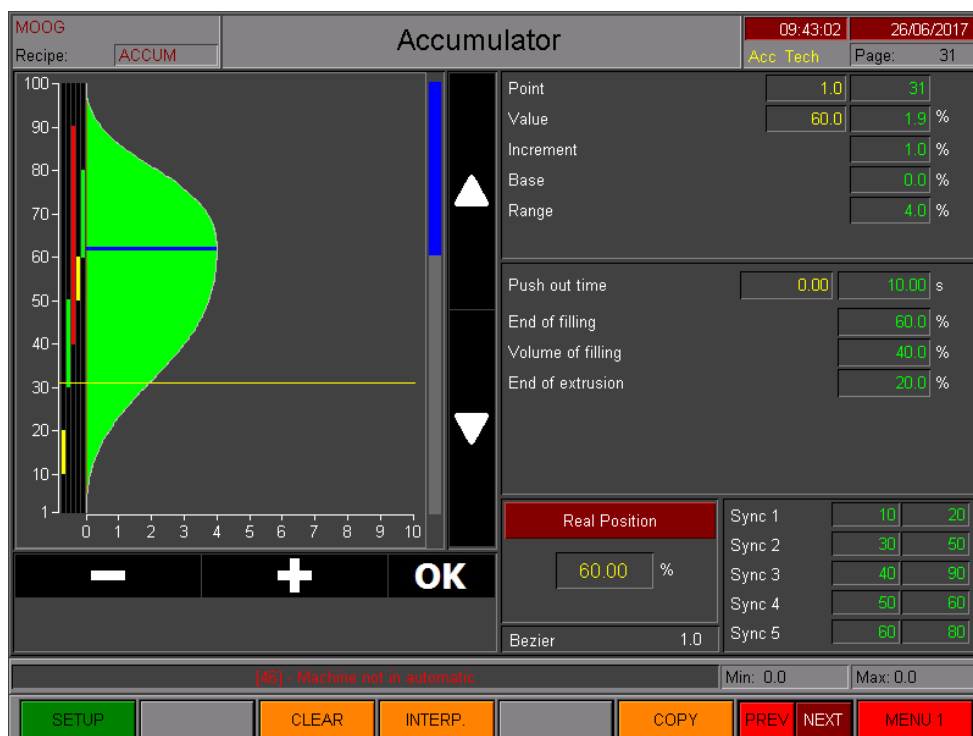 MOOG
Recipe: ACCUM
Accumulator
09:43:02 26/06/2017
Acc Tech Page: 31
100
90
80
70
60
50
40
30
20
10
1
0 1 2 3 4 5 6 7 8 9 10
Point 1.0 31
Value 60.0 1.9 %
Increment 1.0 %
Base 0.0 %
Range 4.0 %
Push out time 0.00 10.00 s
End of filling 60.0 %
Volume of filling 40.0 %
End of extrusion 20.0 %
OK
Real Position
60.00 %
Bezier 1.0
Sync 1 10 20
Sync 2 30 50
Sync 3 40 90
Sync 4 50 60
Sync 5 60 80
[46] - Machine not in automatic
Min: 0.0 Max: 0.0
SETUP CLEAR INTERP. COPY PREV NEXT MENU 1